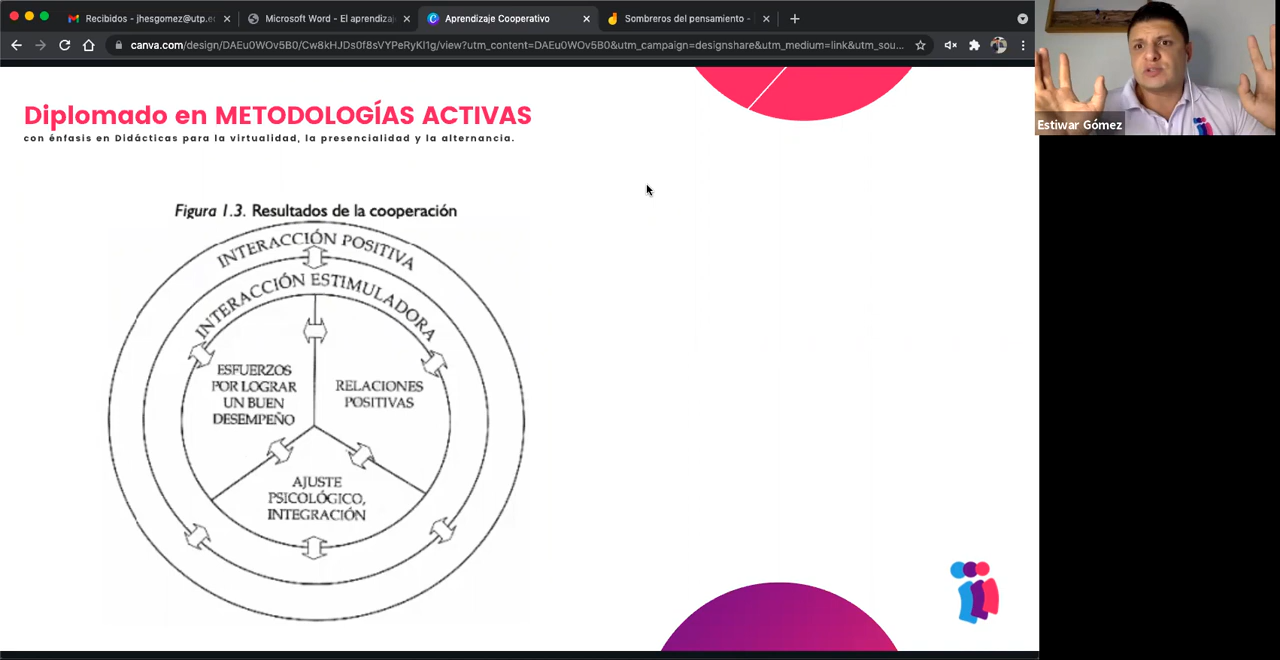 Recibidos - jhesgomez@utp.e
Microsoft Word - El aprendizaj
Aprendizaje Cooperativo
Sombreros del pensamiento -
canva.com/design/DAEu0WOv5B0/Cw8kHJDs0f8sVYPeRyKl1g/view?utm_content=DAEu0WOv5B0&utm_campaign=designshare&utm_medium=link&utm_sou...
Estiwar Gómez
Diplomado en METODOLOGÍAS ACTIVAS
con énfasis en Didácticas para la virtualidad, la presencialidad y la alternancia.
Figura 1.3. Resultados de la cooperación
INTERACCIÓN POSITIVA
INTERACCIÓN ESTIMULADORA
ESFUERZOS
POR LOGRAR
UN BUEN
DESEMPEÑO
RELACIONES
POSITIVAS
AJUSTE
PSICOLÓGICO,
INTEGRACIÓN